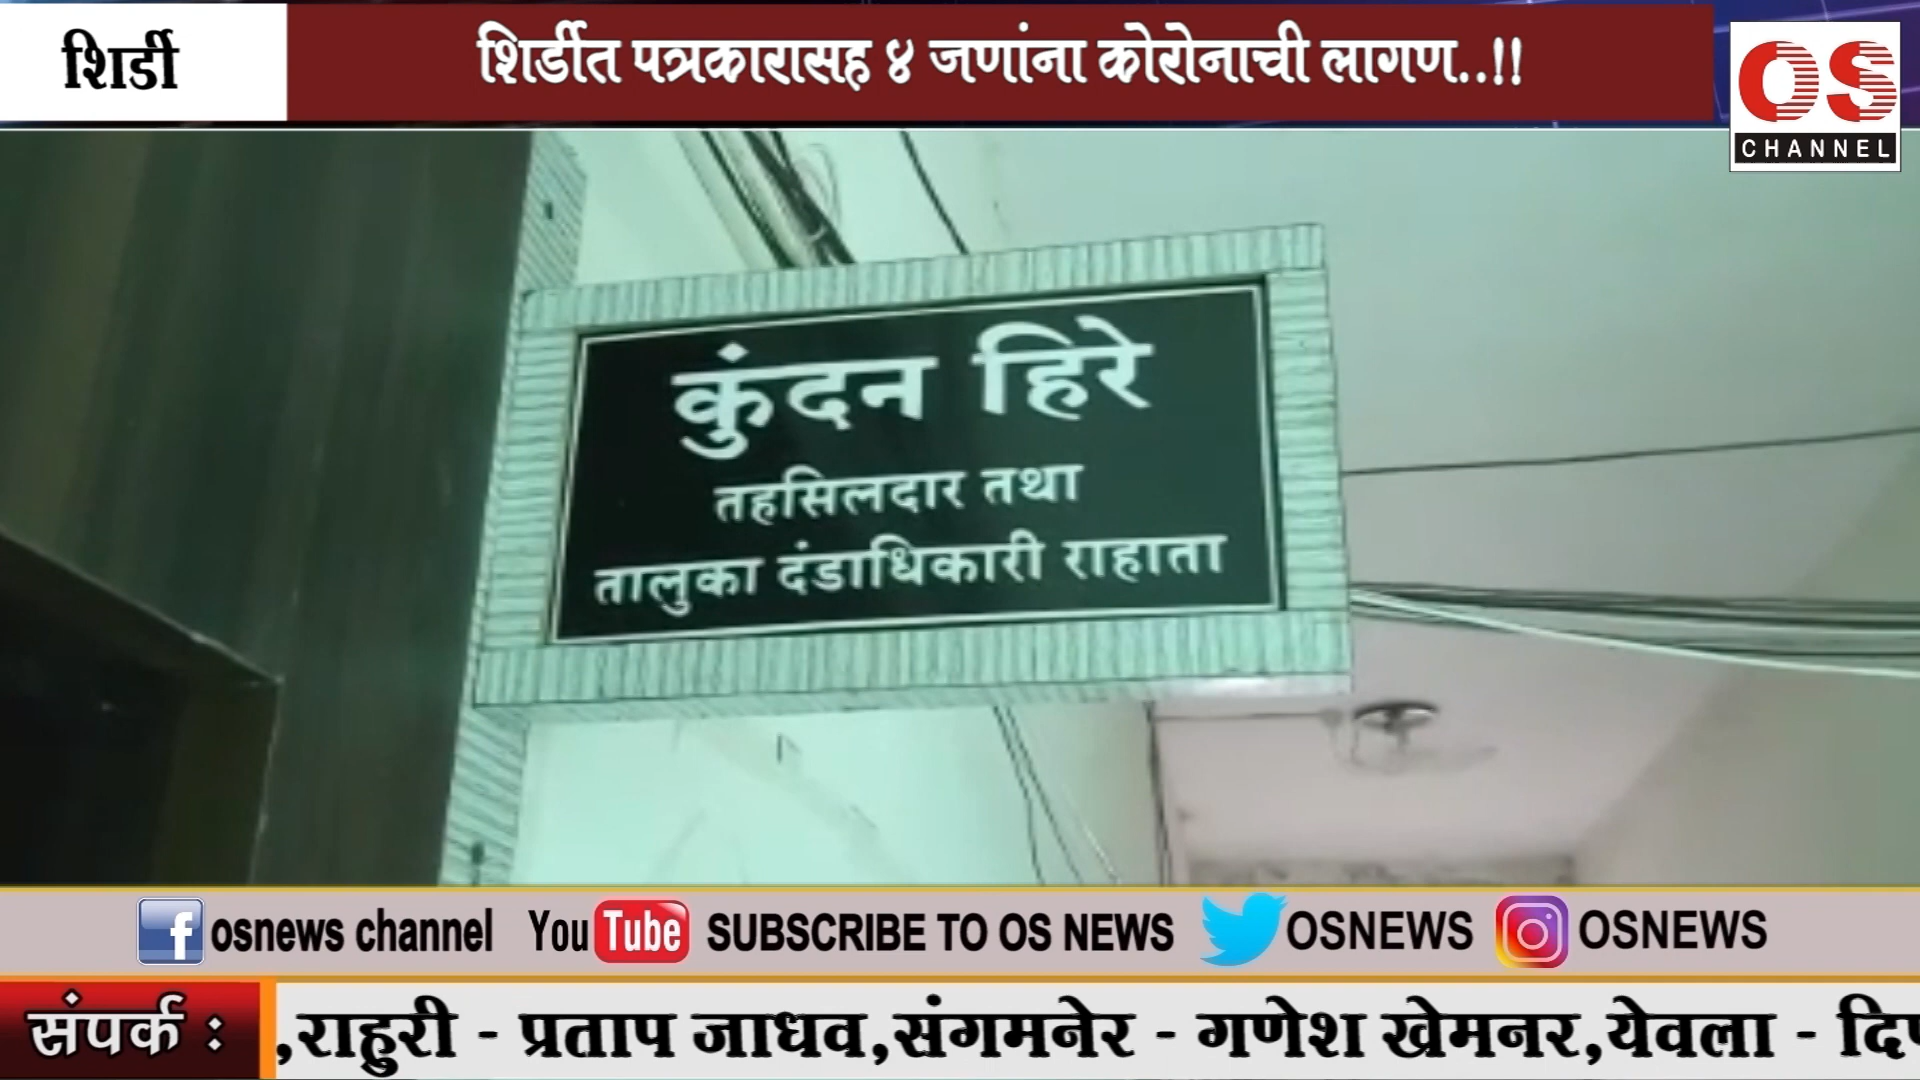 शिर्डी
शिर्डीत पत्रकारासह ४ जणांना कोरोनाची लागण..!!
OS
CHANNEL
कुंदन हिरे
तहसिलदार तथा
तालुका दंडाधिकारी राहाता
osnews channel YouTube SUBSCRIBE TO OS NEWS OSNEWS OSNEWS
संपर्क : ,राहुरी - प्रताप जाधव,संगमनेर - गणेश खेमनर,येवला -